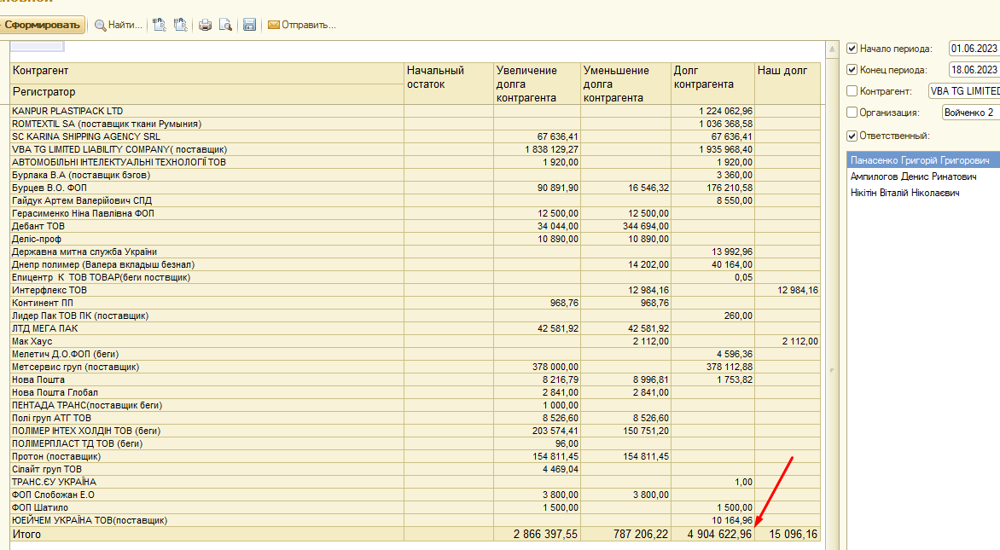 Сформировать Найти... Отправить...
Начало периода: 01.06.2023
Конец периода: 18.06.2023
Контрагент: VBA TG LIMITED
Организация: Войченко 2
Ответственный:
Панасенко Григорій Григорович
Ампилогов Денис Ринатович
Нікітін Віталій Ніколаєвич
Контрагент Начальный остаток Увеличение долга контрагента Уменьшение долга контрагента Долг контрагента Наш долг
Регистратор
KANPUR PLASTIPACK LTD 1 224 062,96
ROMTEXTIL SA (поставщик ткани Румыния) 1 036 368,58
SC KARINA SHIPPING AGENCY SRL 67 636,41 67 636,41
VBA TG LIMITED LIABILITY COMPANY( поставщик) 1 838 129,27 1 935 968,40
АВТОМОБІЛЬНІ ІНТЕЛЕКТУАЛЬНІ ТЕХНОЛОГІЇ ТОВ 1 920,00 1 920,00
Бурлака В.А (поставщик бэгов) 3 360,00
Бурцев В.О. ФОП 90 891,90 16 546,32 176 210,58
Гайдук Артем Валерійович СПД 8 550,00
Герасименко Ніна Павлівна ФОП 12 500,00 12 500,00
Дебант ТОВ 34 044,00 344 694,00
Деліс-проф 10 890,00 10 890,00
Державна митна служба України 13 992,96
Днепр полимер (Валера вкладыш безнал) 14 202,00 40 164,00
Епицентр К ТОВ ТОВАР(беги поствщик) 0,05
Интерфлекс ТОВ 12 984,16 12 984,16
Континент ПП 968,76 968,76
Лидер Пак ТОВ ПК (поставщик) 260,00
ЛТД МЕГА ПАК 42 581,92 42 581,92
Мак Хаус 2 112,00 2 112,00
Мелетич Д.О.ФОП (беги) 4 596,36
Метсервис груп (поставщик) 378 000,00 378 112,88
Нова Пошта 8 216,79 8 996,81 1 753,82
Нова Пошта Глобал 2 841,00 2 841,00
ПЕНТАДА ТРАНС(поставщик беги) 1 000,00
Полі груп АТГ ТОВ 8 526,60 8 526,60
ПОЛІМЕР ІНТЕХ ХОЛДІН ТОВ (беги) 203 574,41 150 751,20
ПОЛІМЕРПЛАСТ ТД ТОВ (беги) 96,00
Протон (поставщик) 154 811,45 154 811,45
Сілайт груп ТОВ 4 469,04
ТРАНС.ЄУ УКРАЇНА 1,00
ФОП Слобожан Е.О 3 800,00 3 800,00
ФОП Шатило 1 500,00 1 500,00
ЮЕЙЧЕМ УКРАЇНА ТОВ(поставщик) 10 164,96
Итого 2 866 397,55 787 206,22 4 904 622,96 15 096,16